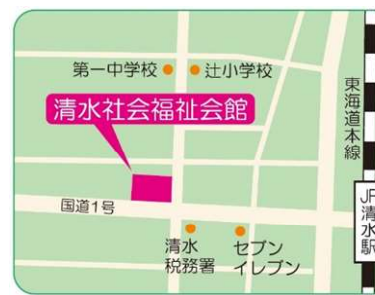 第一中学校
辻小学校
清水社会福祉会館
東海道本線
国道1号
JR清水駅
清水
税務署
セブン
イレブン